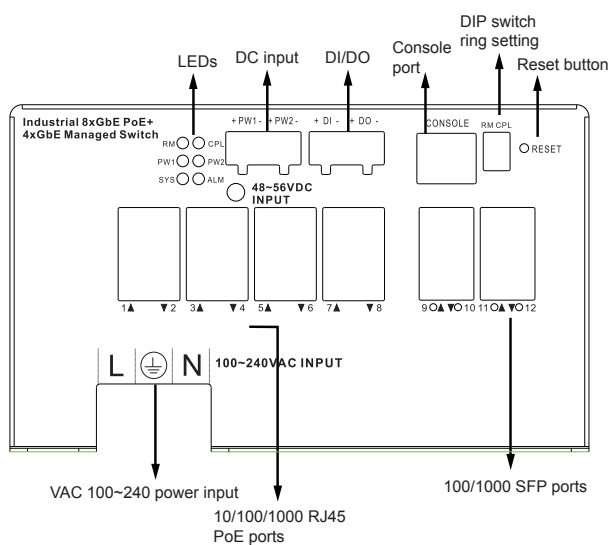 DIP switch
ring setting
LEDs
DC input
DI/DO
Console
port
Reset button
Industrial 8xGbE PoE+
4xGbE Managed Switch
+ PW1 - + PW2 -
+ DI -
+ DO -
CONSOLE
RM CPL
RESET
RM CPL
PW1 PW2
SYS ALM
48~56VDC
INPUT
1▲ ▼2 3▲ ▼4 5▲ ▼6 7▲ ▼8 9○▲ ▼○10 11○▲ ▼○12
L N 100~240VAC INPUT
VAC 100~240 power input
10/100/1000 RJ45
PoE ports
100/1000 SFP ports